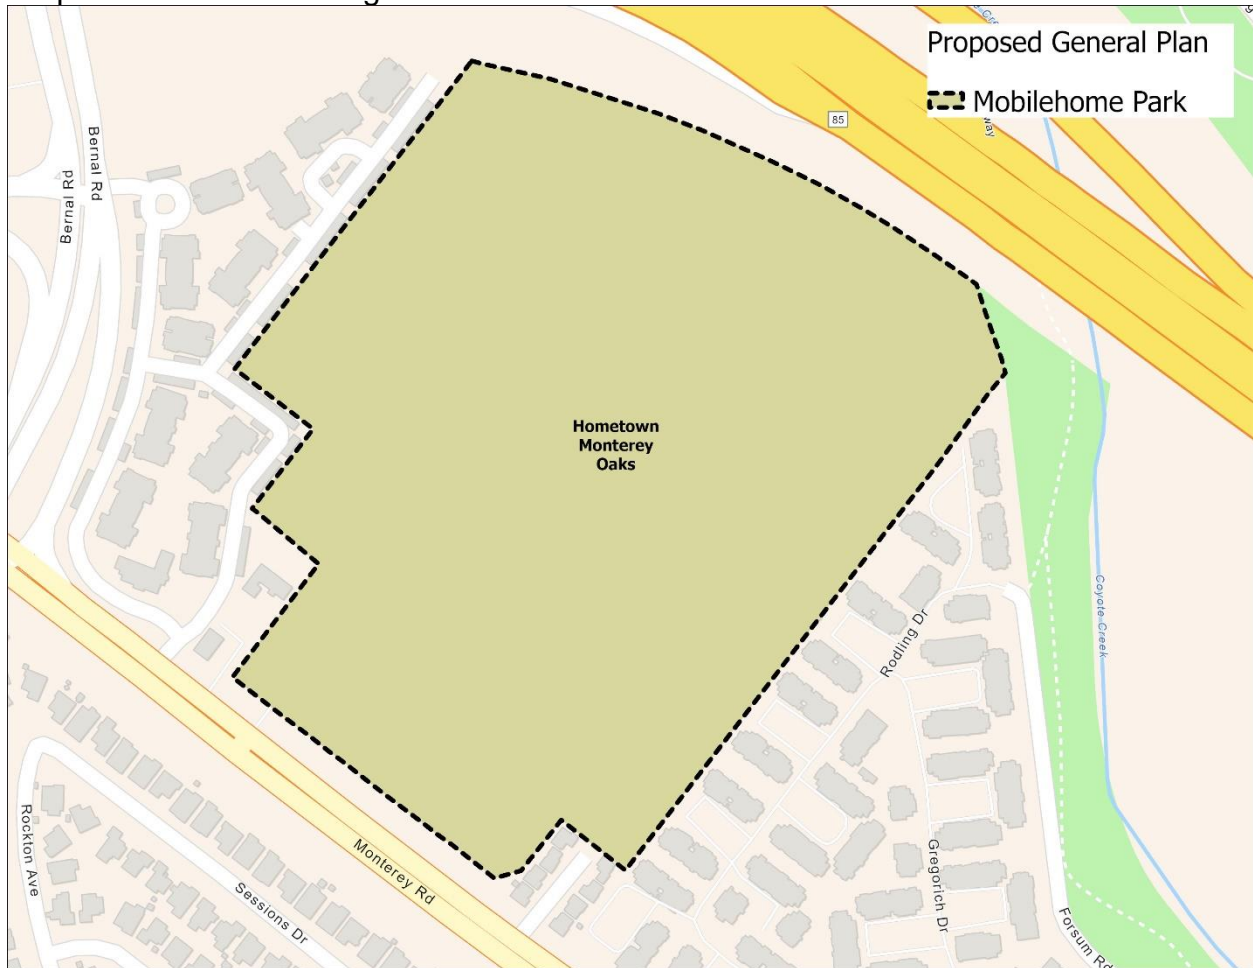 Proposed General Plan
Mobilehome Park
way
85
Bernal Rd
Bernal Rd
Hometown
Monterey
Oaks
Coyote Creek
Rodling Dr
Gregorich Dr
Forsum Rd
Monterey Rd
Sessions Dr
Rockton Ave